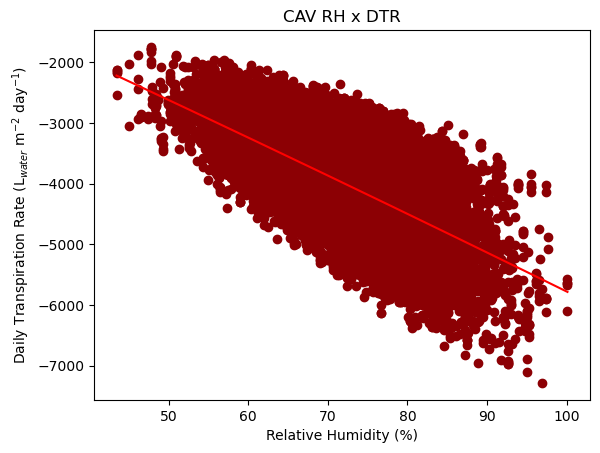 CAV RH x DTR
Daily Transpiration Rate (L_water m⁻² day⁻¹)
−2000
−3000
−4000
−5000
−6000
−7000
50 60 70 80 90 100
Relative Humidity (%)